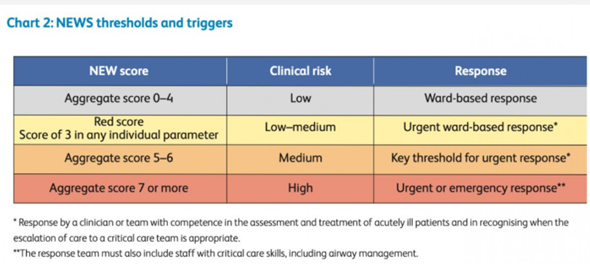 Chart 2: NEWS thresholds and triggers
NEW score Clinical risk Response
Aggregate score 0–4 Low Ward-based response
Red score
Score of 3 in any individual parameter Low–medium Urgent ward-based response*
Aggregate score 5–6 Medium Key threshold for urgent response*
Aggregate score 7 or more High Urgent or emergency response**
* Response by a clinician or team with competence in the assessment and treatment of acutely ill patients and in recognising when the
escalation of care to a critical care team is appropriate.
**The response team must also include staff with critical care skills, including airway management.